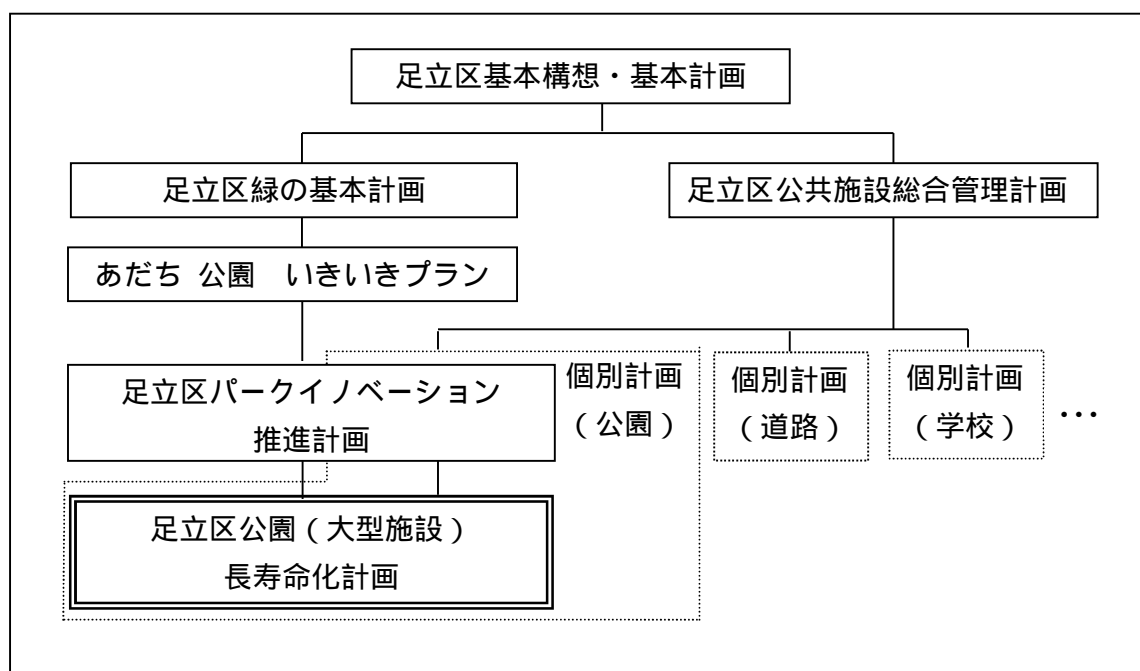 足立区基本構想・基本計画
足立区緑の基本計画
足立区公共施設総合管理計画
あだち 公園 いきいきプラン
足立区パークイノベーション
推進計画
個別計画
（公園）
個別計画
（道路）
個別計画
（学校）
…
足立区公園（大型施設）
長寿命化計画